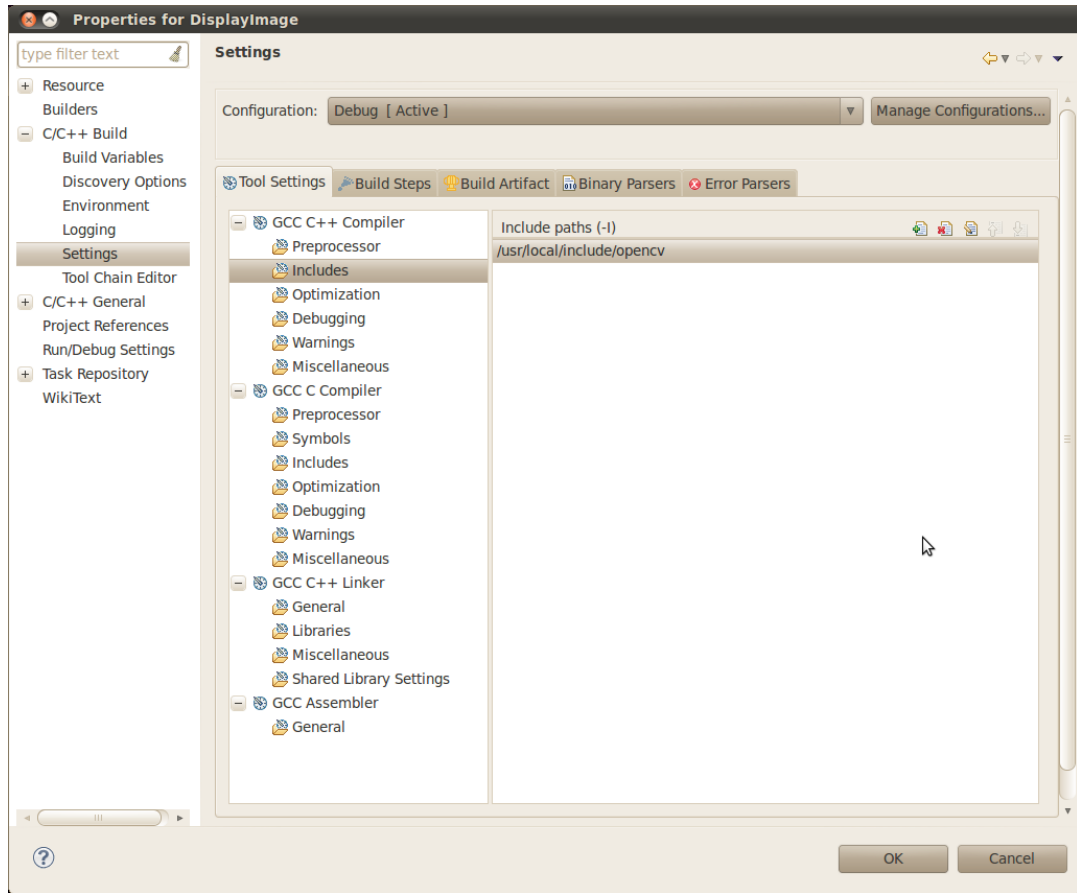 Properties for DisplayImage
type filter text
Resource
Builders
C/C++ Build
Build Variables
Discovery Options
Environment
Logging
Settings
Tool Chain Editor
C/C++ General
Project References
Run/Debug Settings
Task Repository
WikiText
Settings
Configuration: Debug [ Active ] Manage Configurations...
Tool Settings Build Steps Build Artifact Binary Parsers Error Parsers
GCC C++ Compiler
Preprocessor
Includes
Optimization
Debugging
Warnings
Miscellaneous
GCC C Compiler
Preprocessor
Symbols
Includes
Optimization
Debugging
Warnings
Miscellaneous
GCC C++ Linker
General
Libraries
Miscellaneous
Shared Library Settings
GCC Assembler
General
Include paths (-I)
/usr/local/include/opencv
OK Cancel